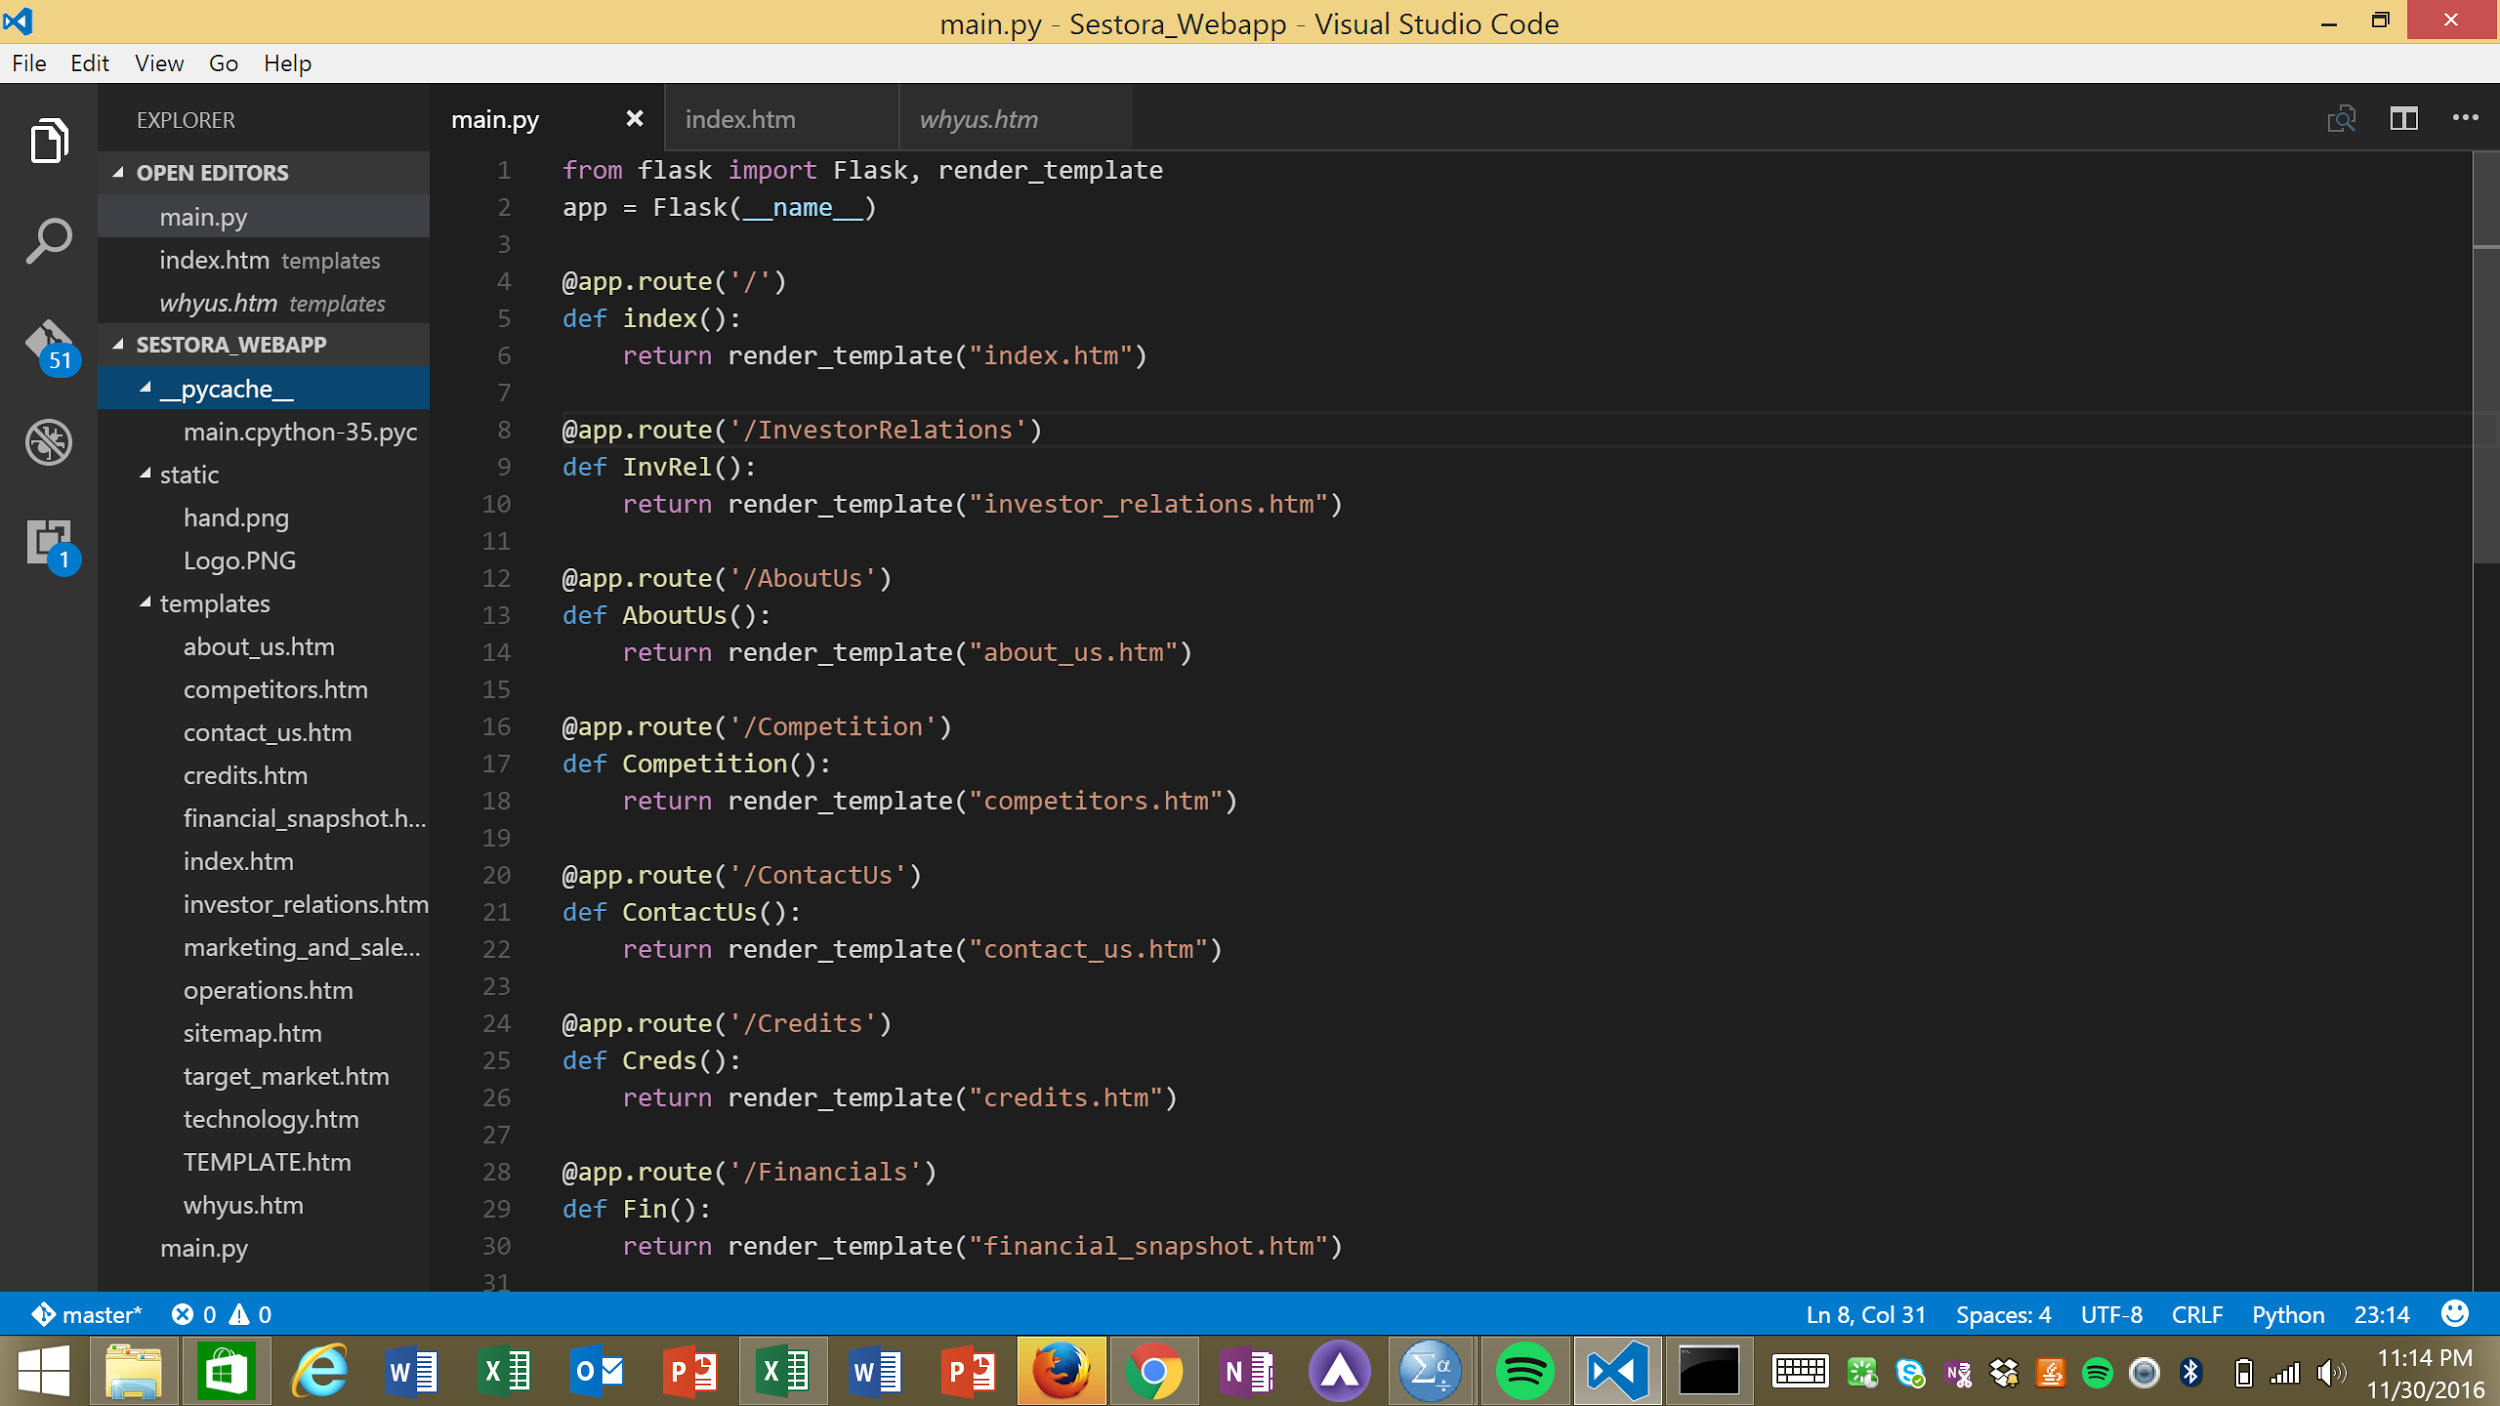 main.py - Sestora_Webapp - Visual Studio Code
File Edit View Go Help
EXPLORER
OPEN EDITORS
main.py
index.htm templates
whyus.htm templates
SESTORA_WEBAPP
__pycache__
main.cpython-35.pyc
static
hand.png
Logo.PNG
templates
about_us.htm
competitors.htm
contact_us.htm
credits.htm
financial_snapshot.h...
index.htm
investor_relations.htm
marketing_and_sale...
operations.htm
sitemap.htm
target_market.htm
technology.htm
TEMPLATE.htm
whyus.htm
main.py
51
1
main.py index.htm whyus.htm
1 from flask import Flask, render_template
2 app = Flask(__name__)
3
4 @app.route('/')
5 def index():
6     return render_template("index.htm")
7
8 @app.route('/InvestorRelations')
9 def InvRel():
10     return render_template("investor_relations.htm")
11
12 @app.route('/AboutUs')
13 def AboutUs():
14     return render_template("about_us.htm")
15
16 @app.route('/Competition')
17 def Competition():
18     return render_template("competitors.htm")
19
20 @app.route('/ContactUs')
21 def ContactUs():
22     return render_template("contact_us.htm")
23
24 @app.route('/Credits')
25 def Creds():
26     return render_template("credits.htm")
27
28 @app.route('/Financials')
29 def Fin():
30     return render_template("financial_snapshot.htm")
31
master* 0 0 Ln 8, Col 31 Spaces: 4 UTF-8 CRLF Python 23:14
11:14 PM
11/30/2016